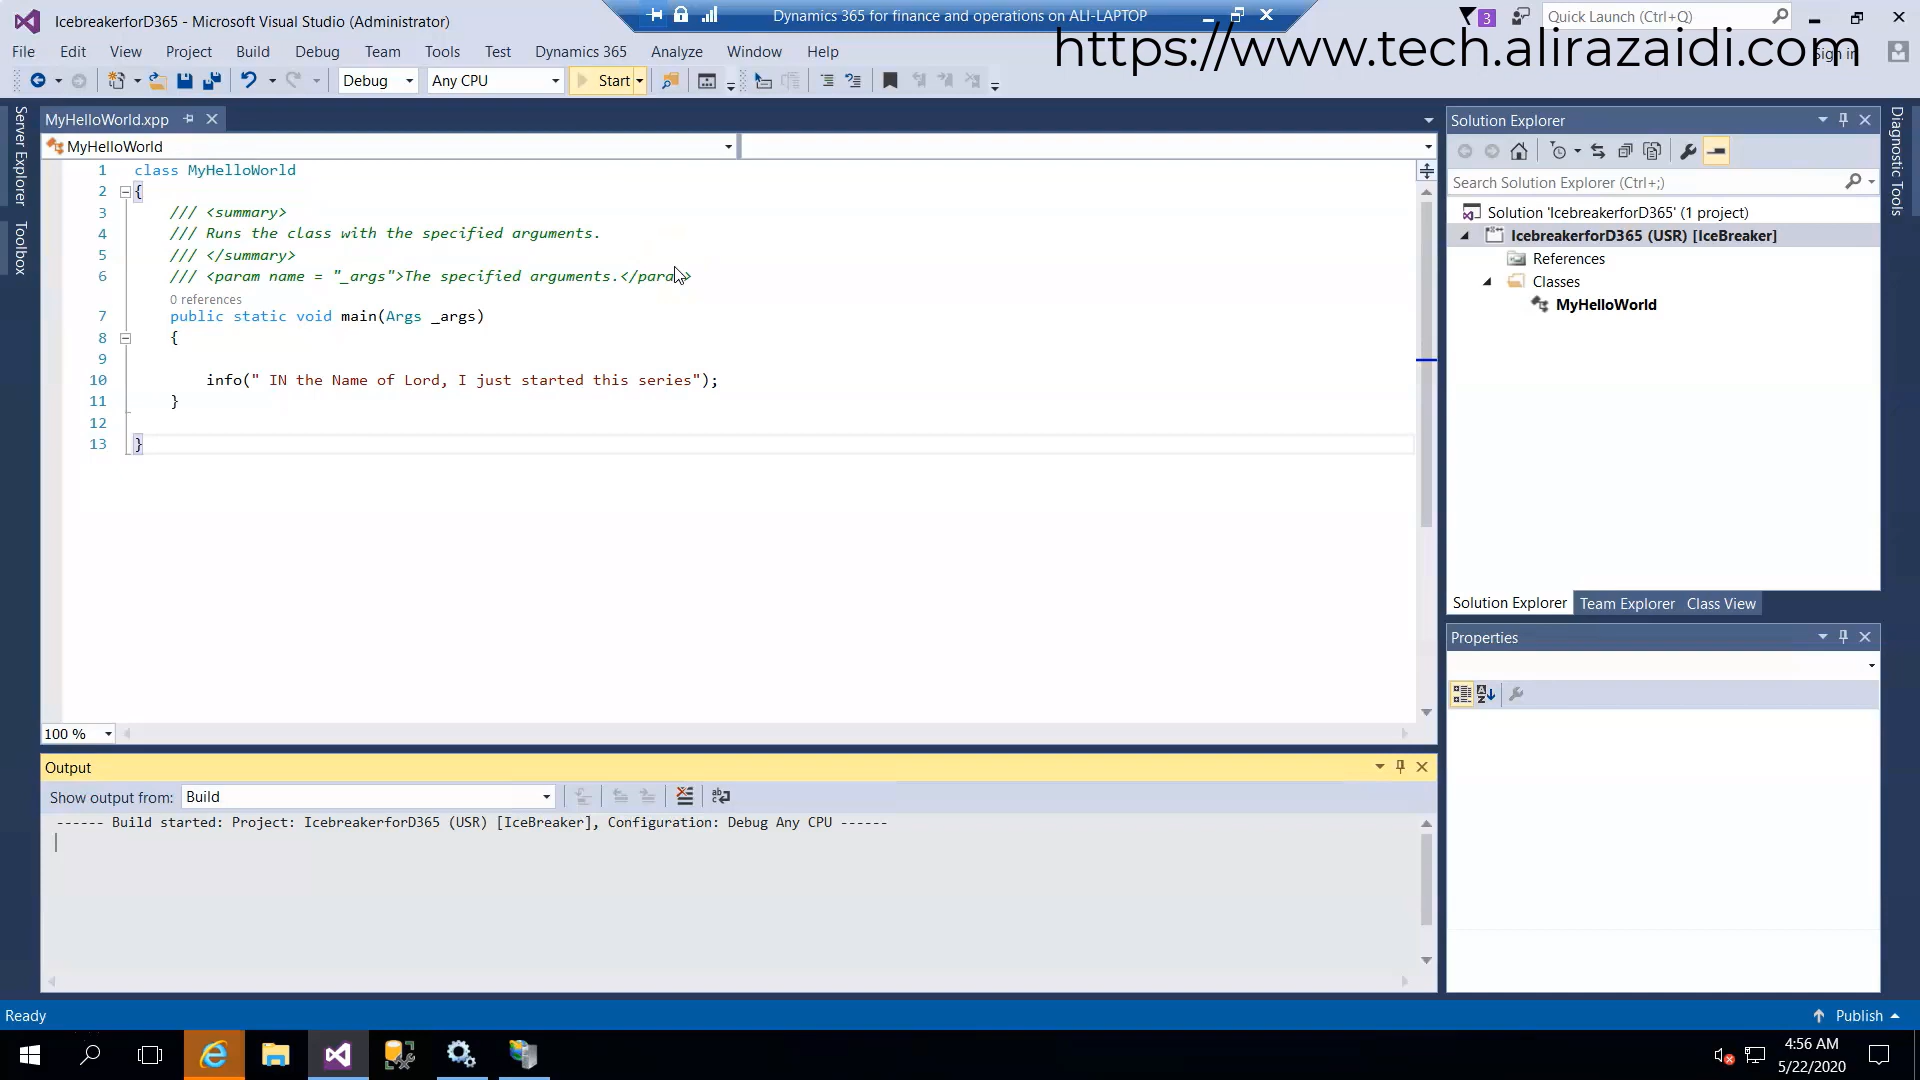 IcebreakerforD365 - Microsoft Visual Studio (Administrator)
Dynamics 365 for finance and operations on ALI-LAPTOP
3
Quick Launch (Ctrl+Q)
File Edit View Project Build Debug Team Tools Test Dynamics 365 Analyze Window Help
https://www.tech.alirazaidi.com
Sign in
Debug Any CPU Start
Server Explorer
Toolbox
MyHelloWorld.xpp
MyHelloWorld
1 class MyHelloWorld
2 {
3 /// <summary>
4 /// Runs the class with the specified arguments.
5 /// </summary>
6 /// <param name = "_args">The specified arguments.</param>
0 references
7 public static void main(Args _args)
8 {
9
10 info(" IN the Name of Lord, I just started this series");
11 }
12
13 }
100 %
Output
Show output from: Build
------ Build started: Project: IcebreakerforD365 (USR) [IceBreaker], Configuration: Debug Any CPU ------
Solution Explorer
Search Solution Explorer (Ctrl+;)
Solution 'IcebreakerforD365' (1 project)
IcebreakerforD365 (USR) [IceBreaker]
References
Classes
MyHelloWorld
Solution Explorer Team Explorer Class View
Properties
Diagnostic Tools
Ready
Publish
4:56 AM
5/22/2020